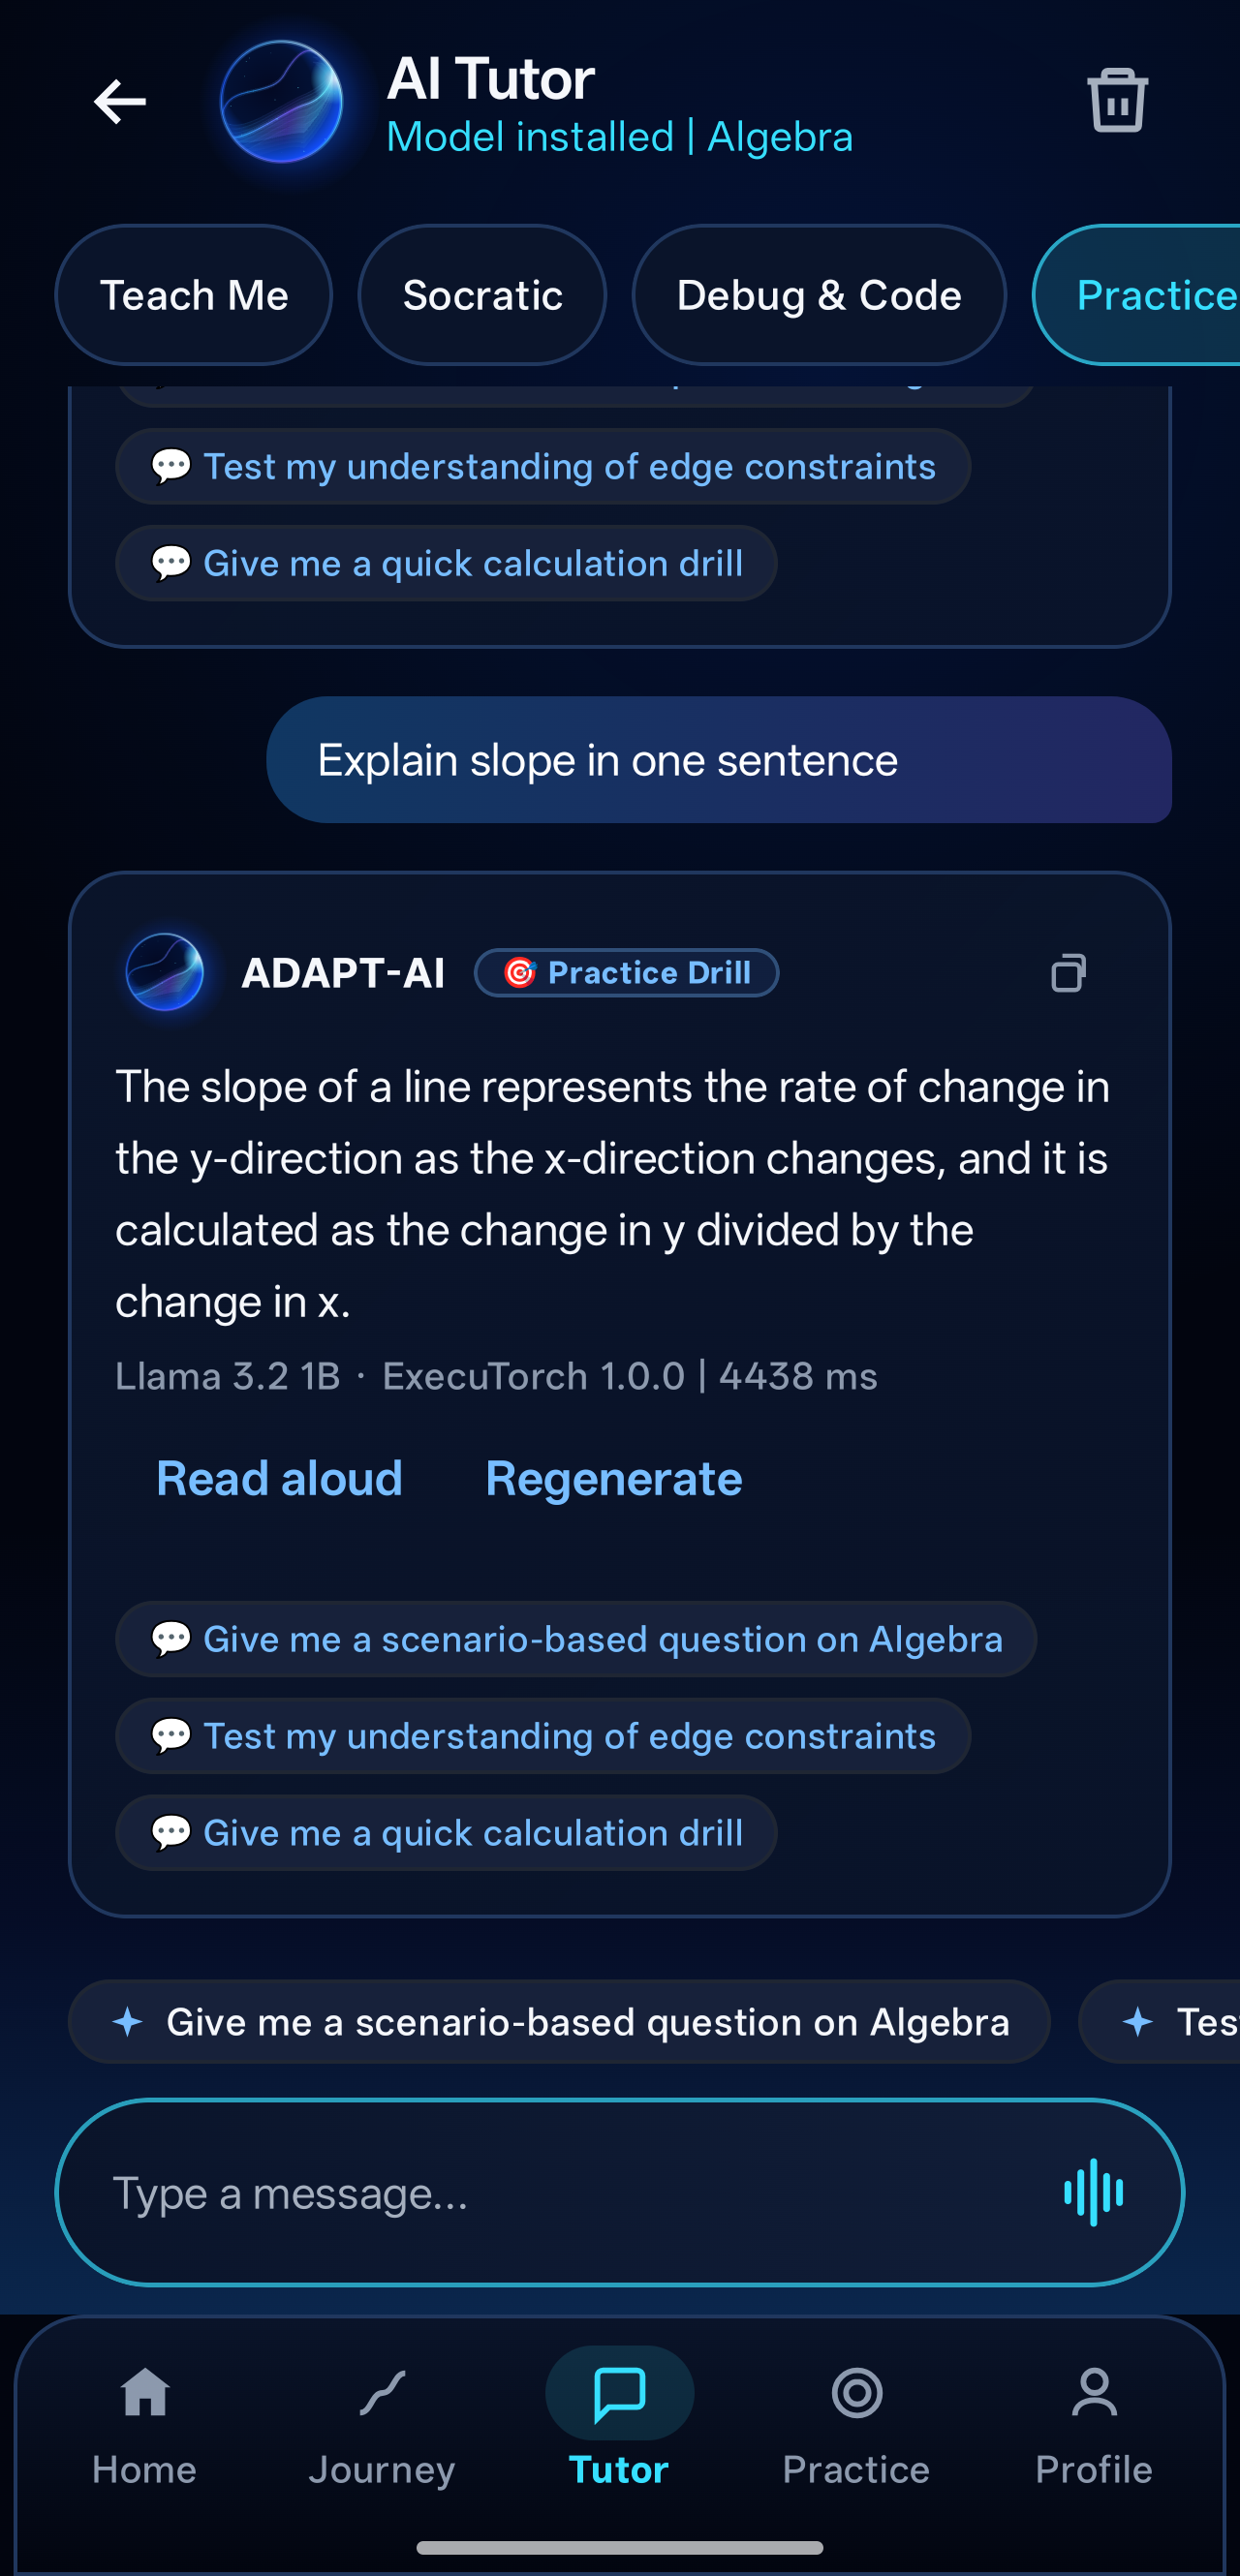 AI Tutor
Model installed | Algebra
Teach Me
Socratic
Debug & Code
Practice
Test my understanding of edge constraints
Give me a quick calculation drill
Explain slope in one sentence
ADAPT-AI
Practice Drill
The slope of a line represents the rate of change in
the y-direction as the x-direction changes, and it is
calculated as the change in y divided by the
change in x.
Llama 3.2 1B · ExecuTorch 1.0.0 | 4438 ms
Read aloud
Regenerate
Give me a scenario-based question on Algebra
Test my understanding of edge constraints
Give me a quick calculation drill
Give me a scenario-based question on Algebra
Type a message...
Home
Journey
Tutor
Practice
Profile